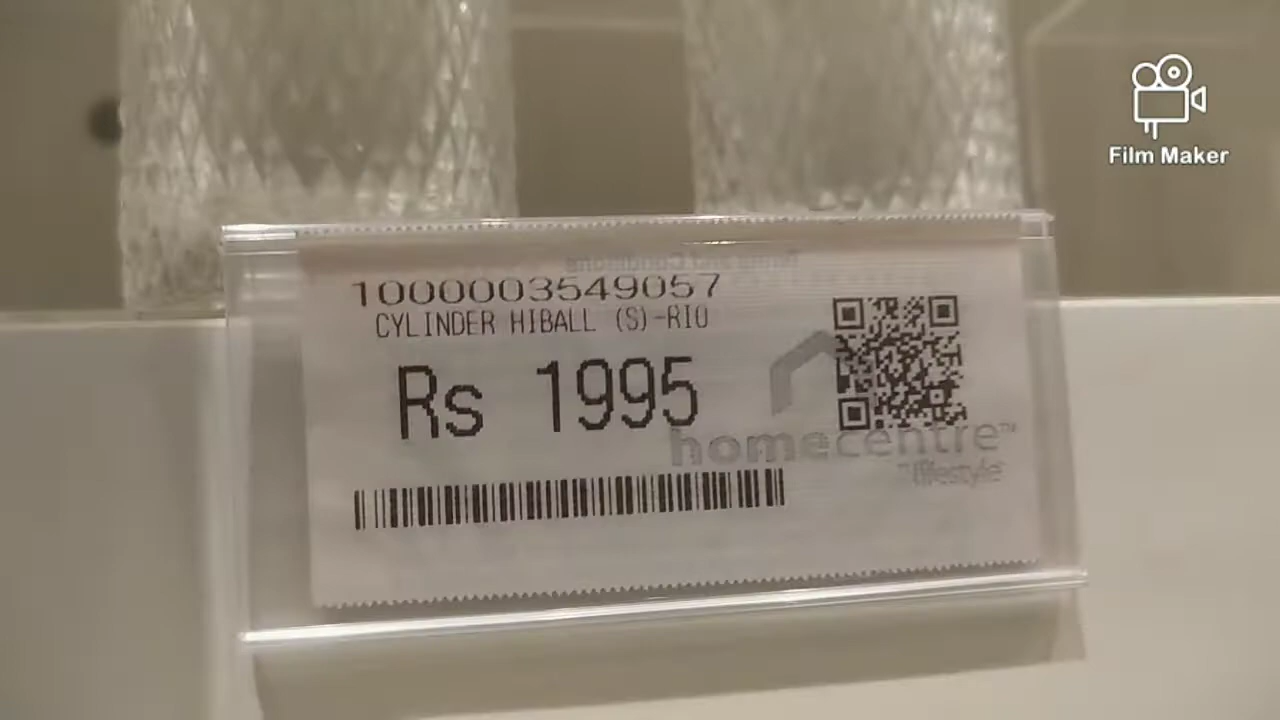 Film Maker
1000003549057
CYLINDER HIBALL (S)-RIO
Rs 1995
homecentre™
lifestyle